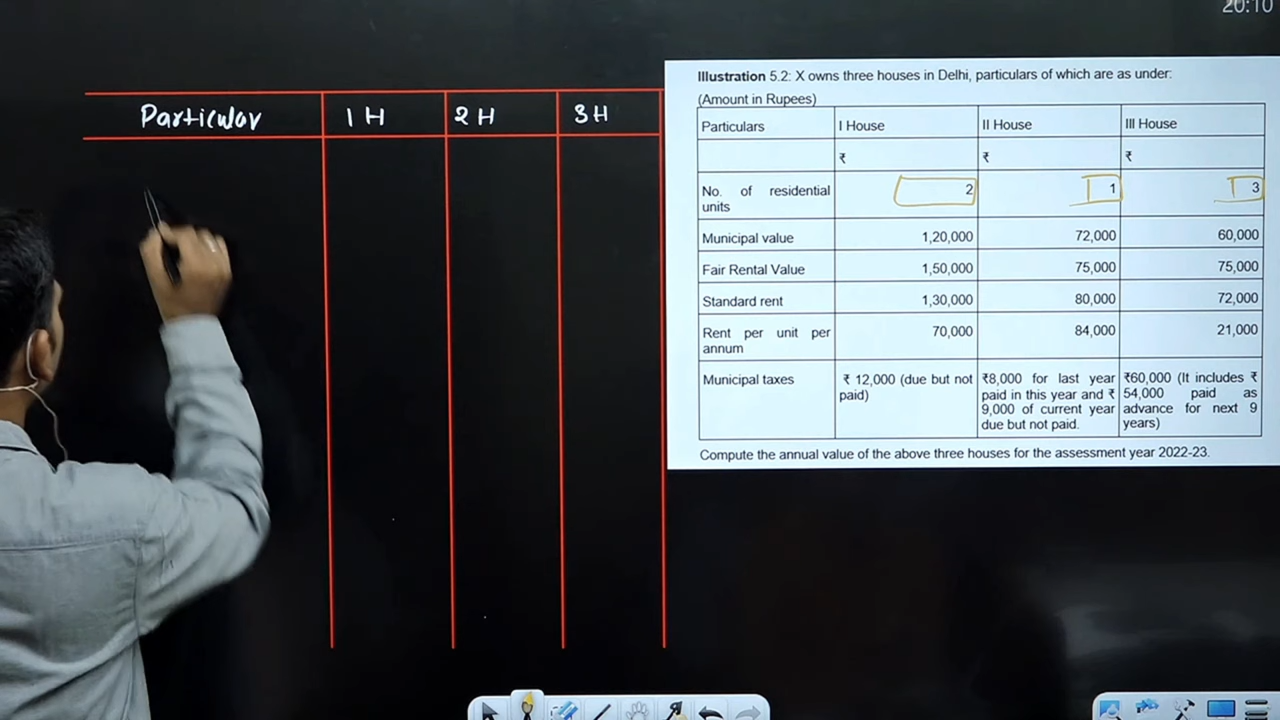 20:10
Particular 1 H 2 H 3 H
Illustration 5.2: X owns three houses in Delhi, particulars of which are as under:
(Amount in Rupees)
Particulars I House II House III House
₹ ₹ ₹
No. of residential units 2 1 3
Municipal value 1,20,000 72,000 60,000
Fair Rental Value 1,50,000 75,000 75,000
Standard rent 1,30,000 80,000 72,000
Rent per unit per annum 70,000 84,000 21,000
Municipal taxes ₹ 12,000 (due but not paid) ₹8,000 for last year paid in this year and ₹ 9,000 of current year due but not paid. ₹60,000 (It includes ₹ 54,000 paid as advance for next 9 years)
Compute the annual value of the above three houses for the assessment year 2022-23.